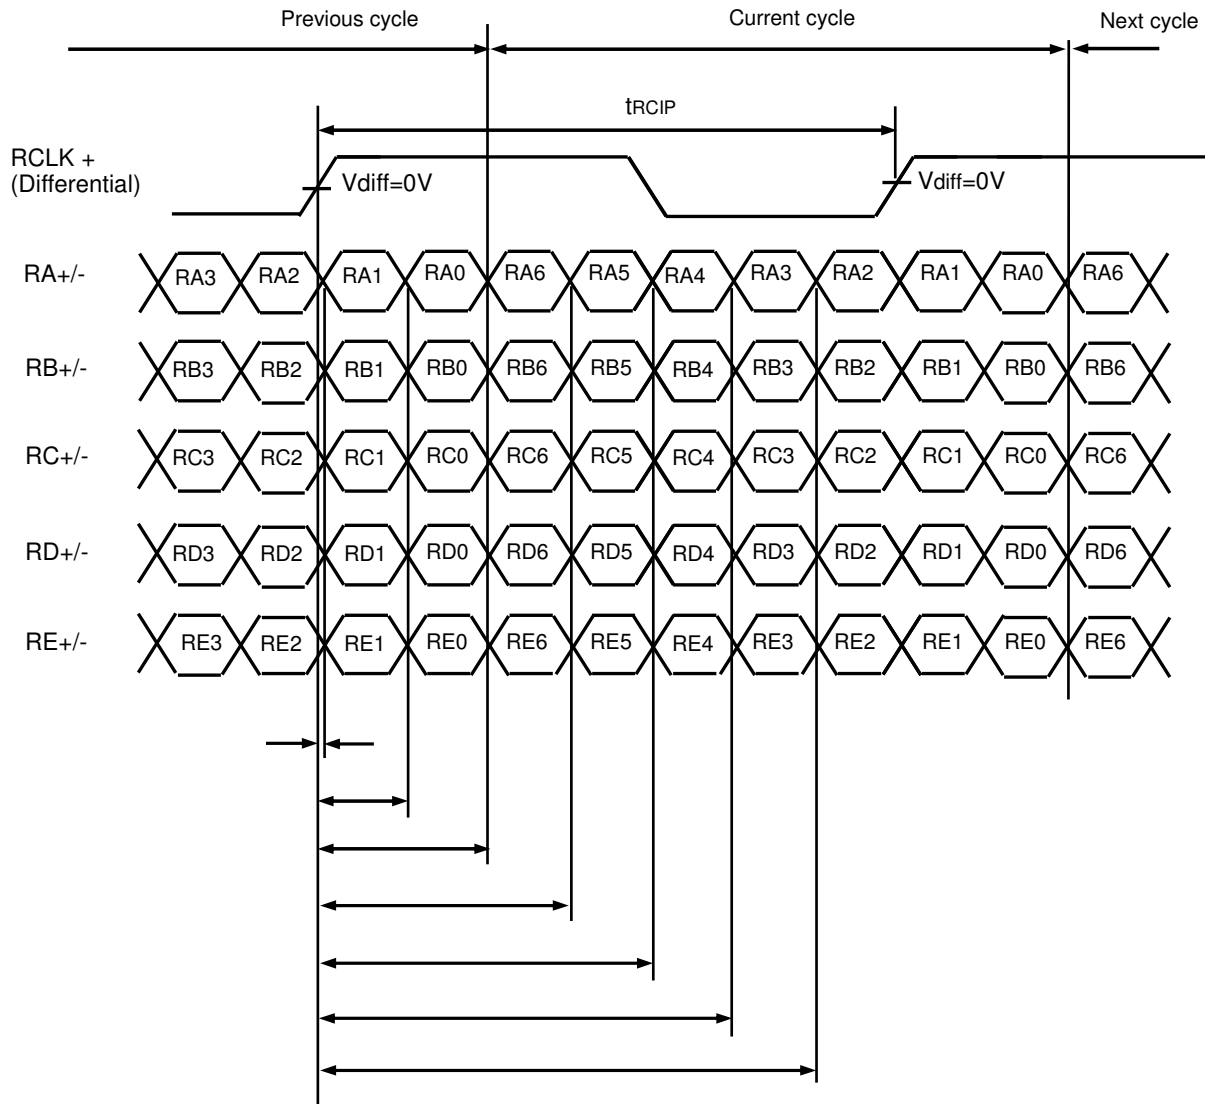 Previous cycle
Current cycle
Next cycle
tRCIP
RCLK +
(Differential)
Vdiff=0V
Vdiff=0V
RA+/-
RA3 RA2 RA1 RA0 RA6 RA5 RA4 RA3 RA2 RA1 RA0 RA6
RB+/-
RB3 RB2 RB1 RB0 RB6 RB5 RB4 RB3 RB2 RB1 RB0 RB6
RC+/-
RC3 RC2 RC1 RC0 RC6 RC5 RC4 RC3 RC2 RC1 RC0 RC6
RD+/-
RD3 RD2 RD1 RD0 RD6 RD5 RD4 RD3 RD2 RD1 RD0 RD6
RE+/-
RE3 RE2 RE1 RE0 RE6 RE5 RE4 RE3 RE2 RE1 RE0 RE6